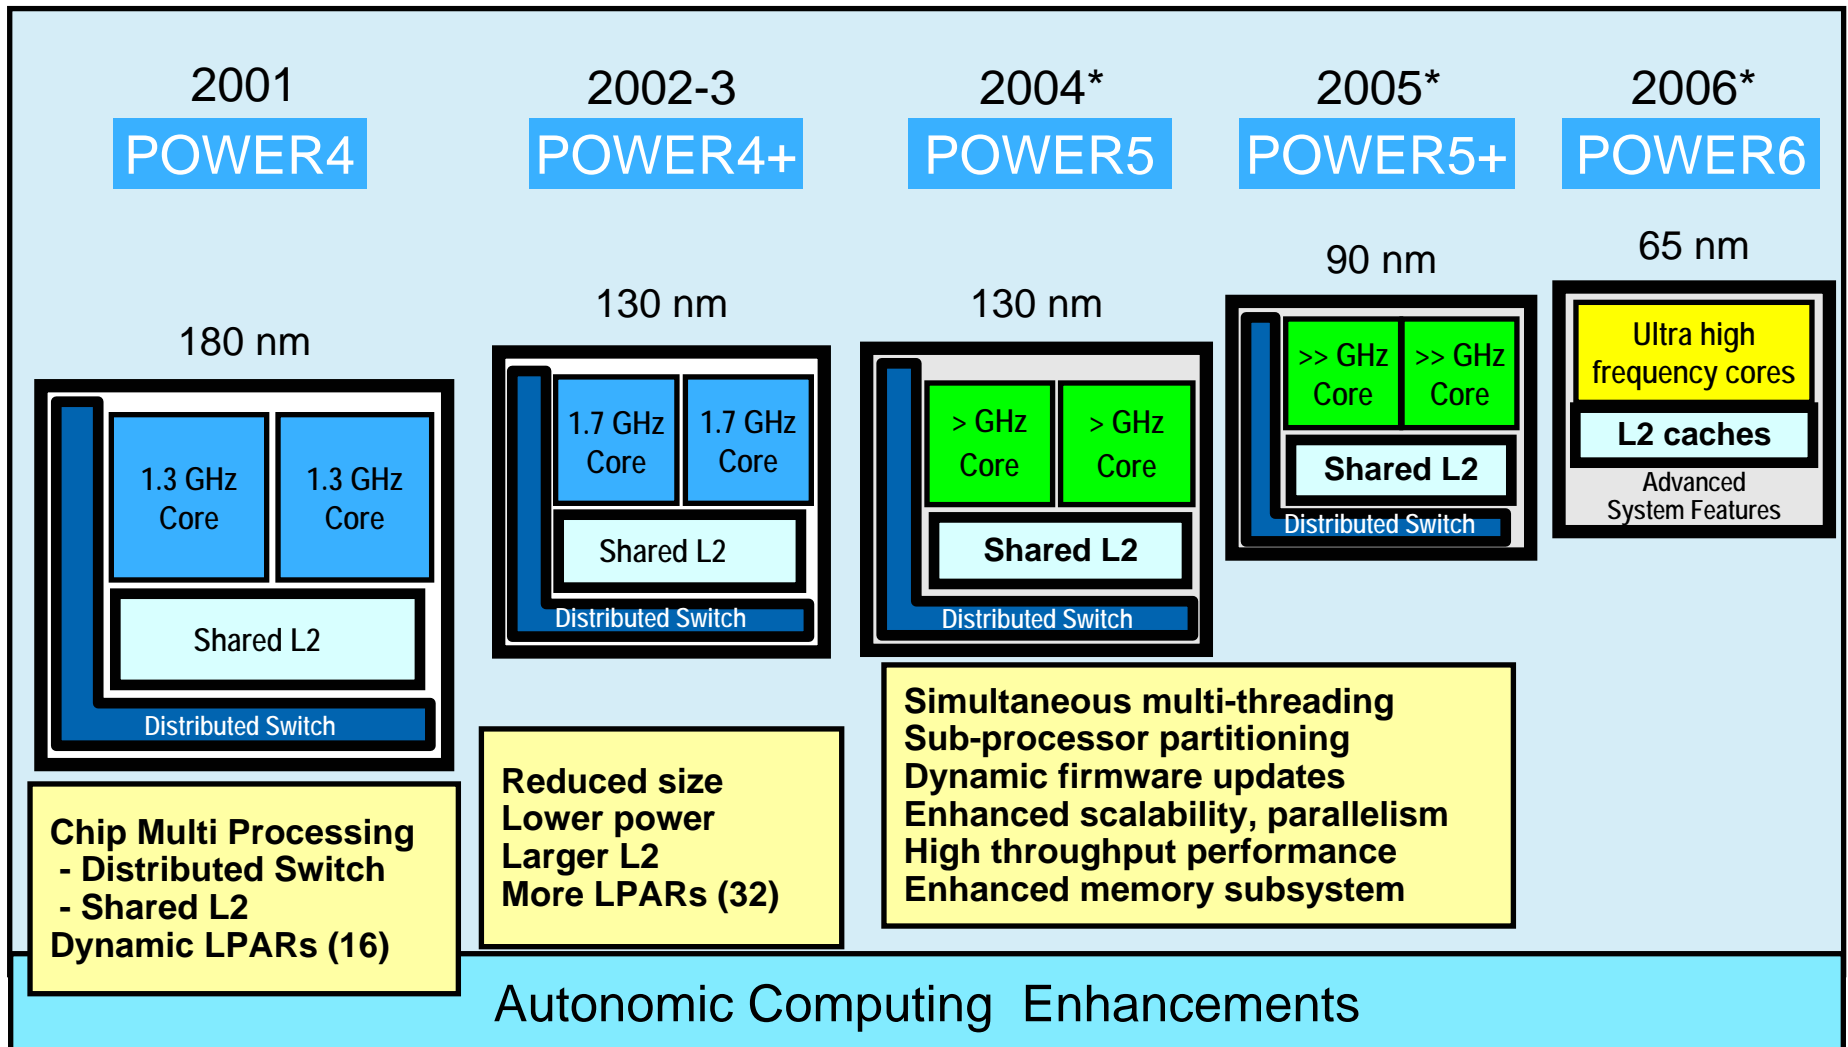 2001
POWER4
180 nm
1.3 GHz
Core
1.3 GHz
Core
Shared L2
Distributed Switch
Chip Multi Processing
- Distributed Switch
- Shared L2
Dynamic LPARs (16)
2002-3
POWER4+
130 nm
1.7 GHz
Core
1.7 GHz
Core
Shared L2
Distributed Switch
Reduced size
Lower power
Larger L2
More LPARs (32)
2004*
POWER5
130 nm
> GHz
Core
> GHz
Core
Shared L2
Distributed Switch
2005*
POWER5+
90 nm
>> GHz
Core
>> GHz
Core
Shared L2
Distributed Switch
Simultaneous multi-threading
Sub-processor partitioning
Dynamic firmware updates
Enhanced scalability, parallelism
High throughput performance
Enhanced memory subsystem
2006*
POWER6
65 nm
Ultra high
frequency cores
L2 caches
Advanced
System Features
Autonomic Computing Enhancements